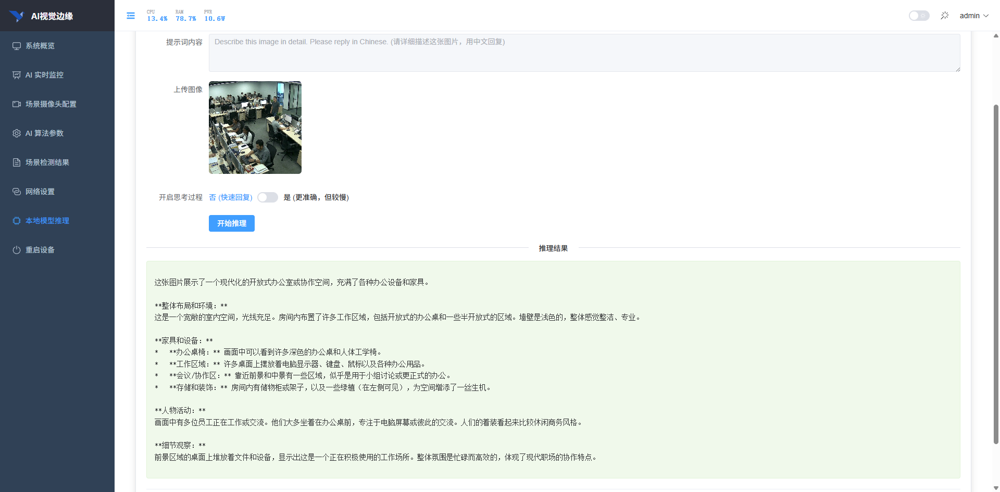 AI视觉边缘
CPU RAM PWR
13.4% 78.7% 10.6W
admin
系统概览
AI 实时监控
场景摄像头配置
AI 算法参数
场景检测结果
网络设置
本地模型推理
重启设备
提示词内容
Describe this image in detail. Please reply in Chinese. (请详细描述这张图片，用中文回复)
上传图像
开启思考过程 否 (快速回复) 是 (更准确，但较慢)
开始推理
推理结果
这张图片展示了一个现代化的开放式办公室或协作空间，充满了各种办公设备和家具。
**整体布局和环境：**
这是一个宽敞的室内空间，光线充足。房间内布置了许多工作区域，包括开放式的办公桌和一些半开放式的区域。墙壁是浅色的，整体感觉整洁、专业。
**家具和设备：**
*   **办公桌椅：** 画面中可以看到许多深色的办公桌和人体工学椅。
*   **工作区域：** 许多桌面上摆放着电脑显示器、键盘、鼠标以及各种办公用品。
*   **会议/协作区：** 靠近前景和中景有一些区域，似乎是用于小组讨论或更正式的办公。
*   **存储和装饰：** 房间内有储物柜或架子，以及一些绿植（在左侧可见），为空间增添了一丝生机。
**人物活动：**
画面中有多位员工正在工作或交流。他们大多坐着在办公桌前，专注于电脑屏幕或彼此的交流。人们的着装看起来比较休闲商务风格。
**细节观察：**
前景区域的桌面上堆放着文件和设备，显示出这是一个正在积极使用的工作场所。整体氛围是忙碌而高效的，体现了现代职场的协作特点。